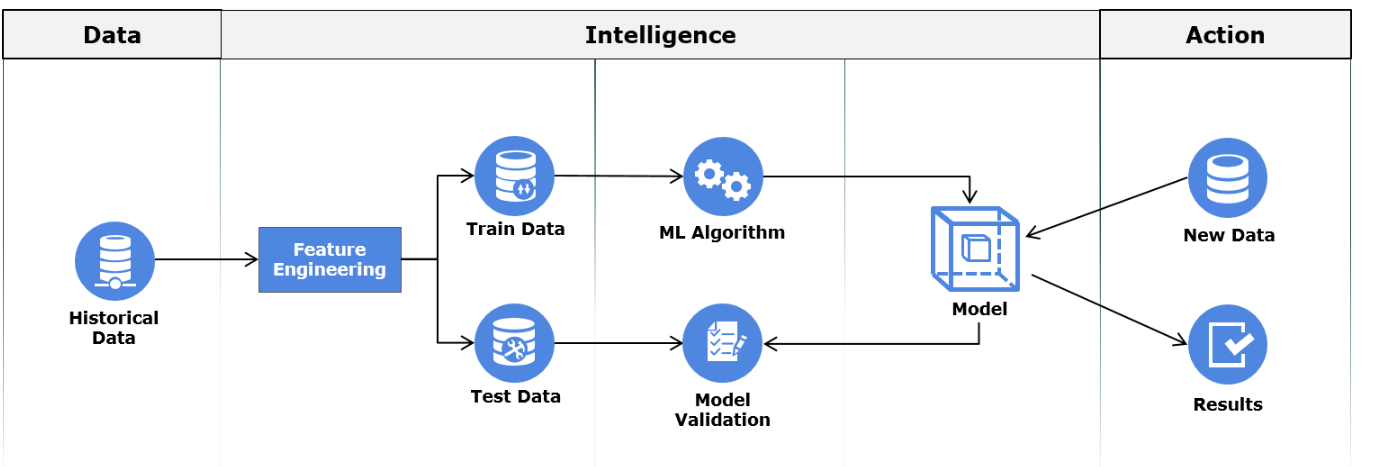 Data
Intelligence
Action
Train Data
ML Algorithm
New Data
Feature
Engineering
Historical
Data
Model
Test Data
Model
Validation
Results